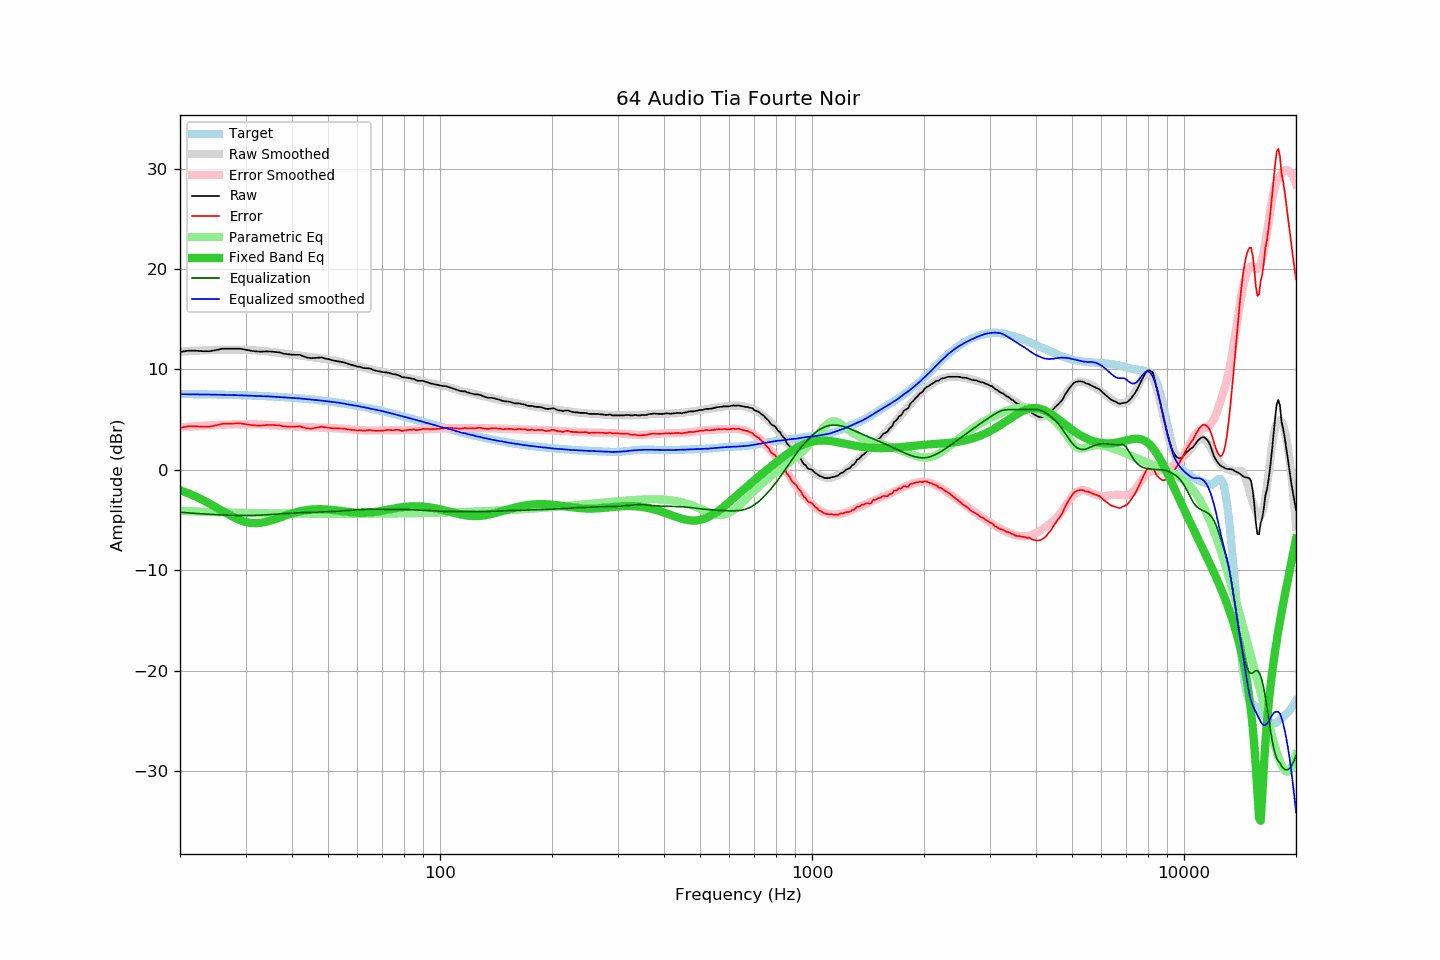 64 Audio Tia Fourte Noir
Target
Raw Smoothed
Error Smoothed
Raw
Error
Parametric Eq
Fixed Band Eq
Equalization
Equalized smoothed
30
20
10
0
−10
−20
−30
Amplitude (dBr)
100
1000
10000
Frequency (Hz)